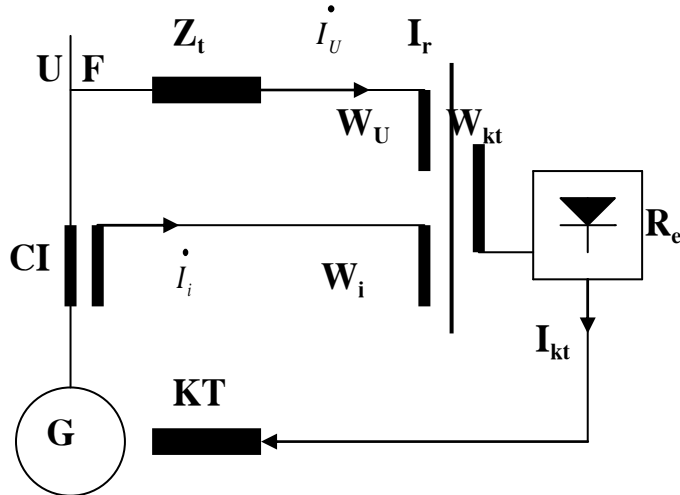 Z_t İ_U I_r
U F
W_U W_kt
CI İ_i W_i R_e
I_kt
KT
G